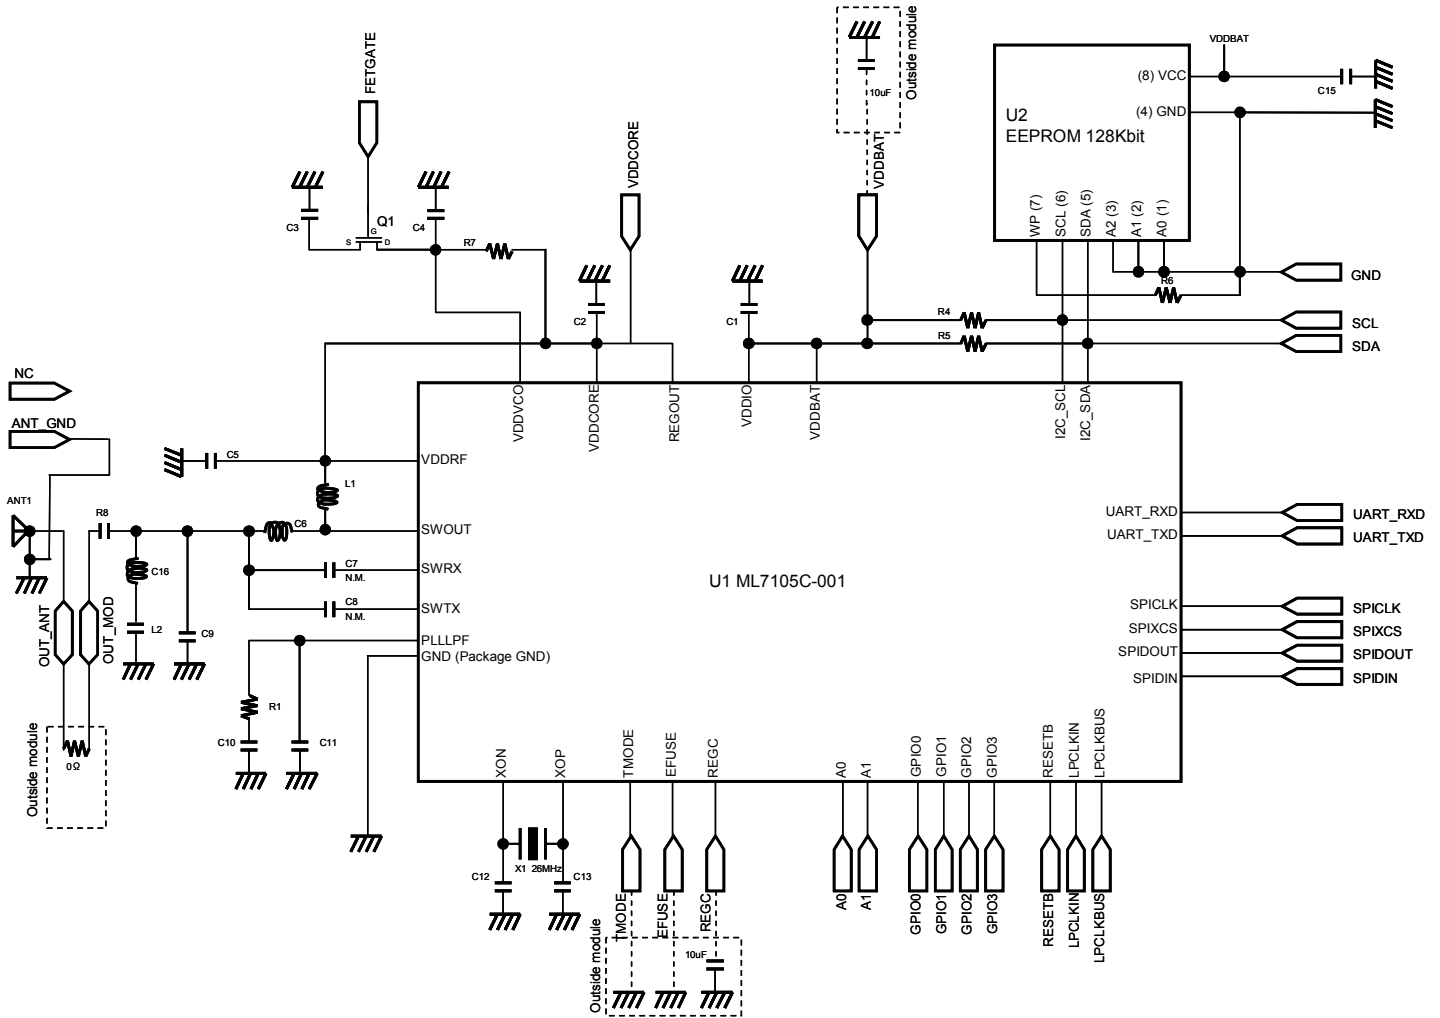 Outside module
10uF
VDDBAT
FETGATE
VDDCORE
VDDBAT
(8) VCC
C15
(4) GND
U2
EEPROM 128Kbit
WP (7)
SCL (6)
SDA (5)
A2 (3)
A1 (2)
A0 (1)
C3
Q1
G
S
D
C4
R7
C2
C1
R4
R5
R6
GND
SCL
SDA
NC
ANT_GND
VDDVCO
VDDCORE
REGOUT
VDDIO
VDDBAT
I2C_SCL
I2C_SDA
C5
VDDRF
L1
ANT1
R8
C6
SWOUT
C16
C7
N.M.
SWRX
C8
N.M.
SWTX
L2
C9
PLLLPF
GND (Package GND)
U1 ML7105C-001
UART_RXD
UART_TXD
UART_RXD
UART_TXD
SPICLK
SPIXCS
SPIDOUT
SPIDIN
SPICLK
SPIXCS
SPIDOUT
SPIDIN
OUT_ANT
OUT_MOD
R1
C10
C11
Outside module
0Ω
XON
XOP
TMODE
EFUSE
REGC
A0
A1
GPIO0
GPIO1
GPIO2
GPIO3
RESETB
LPCLKIN
LPCLKBUS
X1 26MHz
C12
C13
TMODE
EFUSE
REGC
A0
A1
GPIO0
GPIO1
GPIO2
GPIO3
RESETB
LPCLKIN
LPCLKBUS
Outside module
10uF